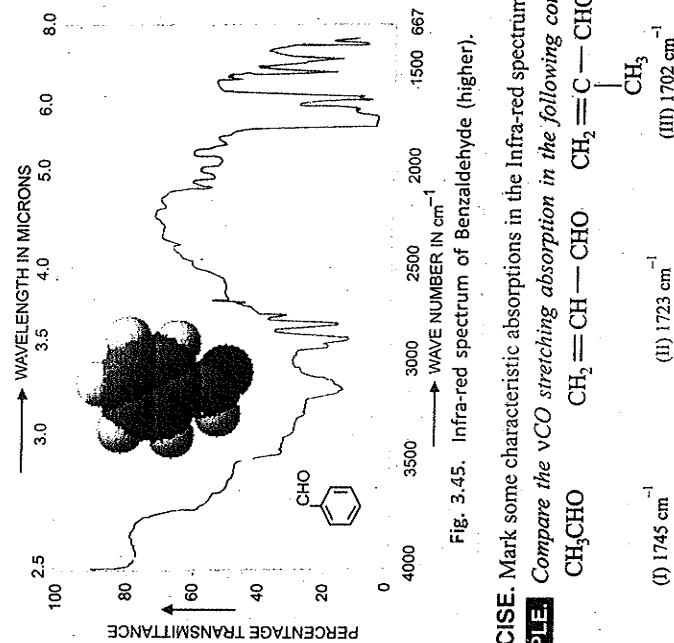 WAVELENGTH IN MICRONS
2.5 3.0 3.5 4.0 5.0 6.0 8.0
PERCENTAGE TRANSMITTANCE
100
80
60
40
20
0
CHO
4000 3500 3000 2500 2000 1500 667
WAVE NUMBER IN cm⁻¹
Fig. 3.45. Infra-red spectrum of Benzaldehyde (higher).
CISE. Mark some characteristic absorptions in the Infra-red spectrum
PLE. Compare the νCO stretching absorption in the following
CH₃CHO CH₂═CH—CHO CH₂═C—CHO
CH₃
(I) 1745 cm⁻¹ (II) 1723 cm⁻¹ (III) 1702 cm⁻¹